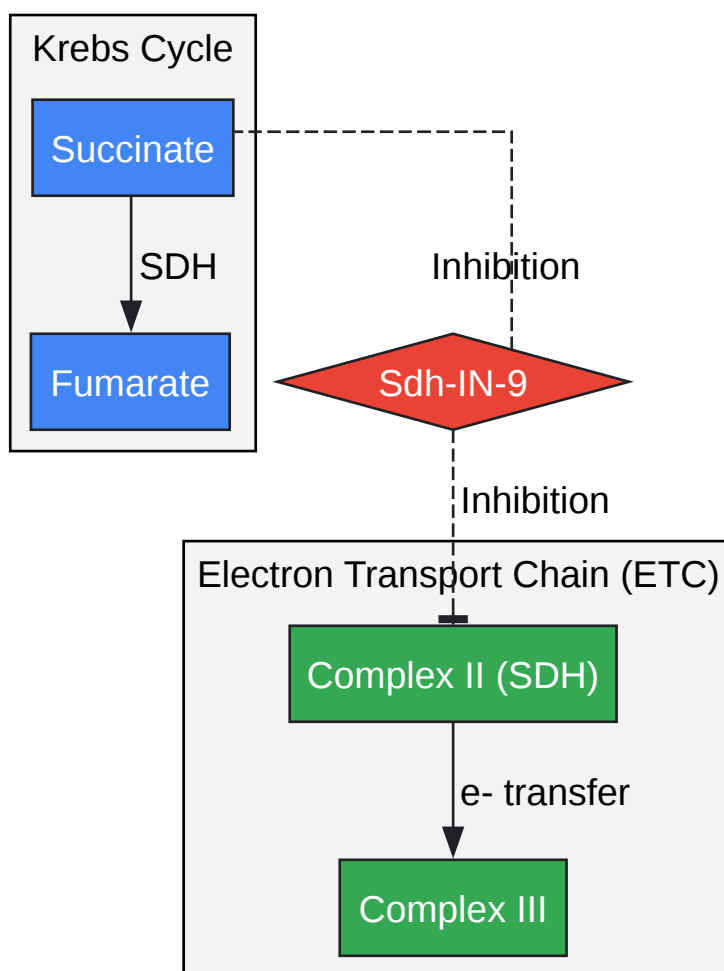 Krebs Cycle
Succinate
SDH
Inhibition
Fumarate
Sdh-IN-9
Inhibition
Electron Transport Chain (ETC)
Complex II (SDH)
e- transfer
Complex III